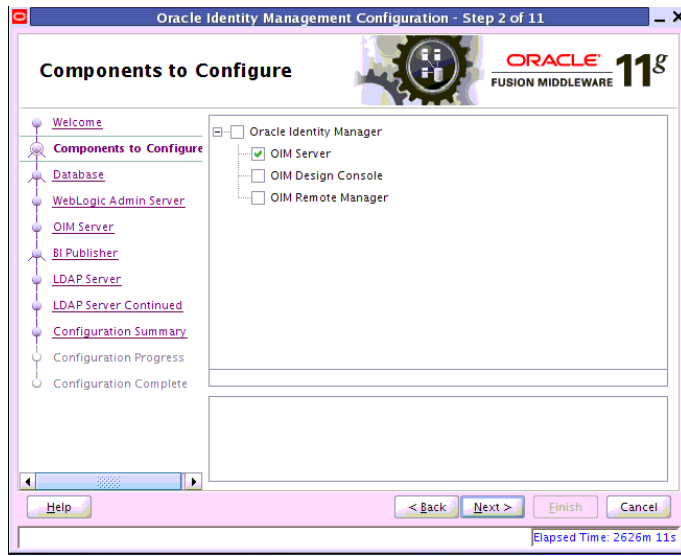 Oracle Identity Management Configuration - Step 2 of 11
Components to Configure
ORACLE
FUSION MIDDLEWARE 11g
Welcome
Components to Configure
Database
WebLogic Admin Server
OIM Server
BI Publisher
LDAP Server
LDAP Server Continued
Configuration Summary
Configuration Progress
Configuration Complete
Oracle Identity Manager
OIM Server
OIM Design Console
OIM Remote Manager
Help
< Back
Next >
Finish
Cancel
Elapsed Time: 2626m 11s